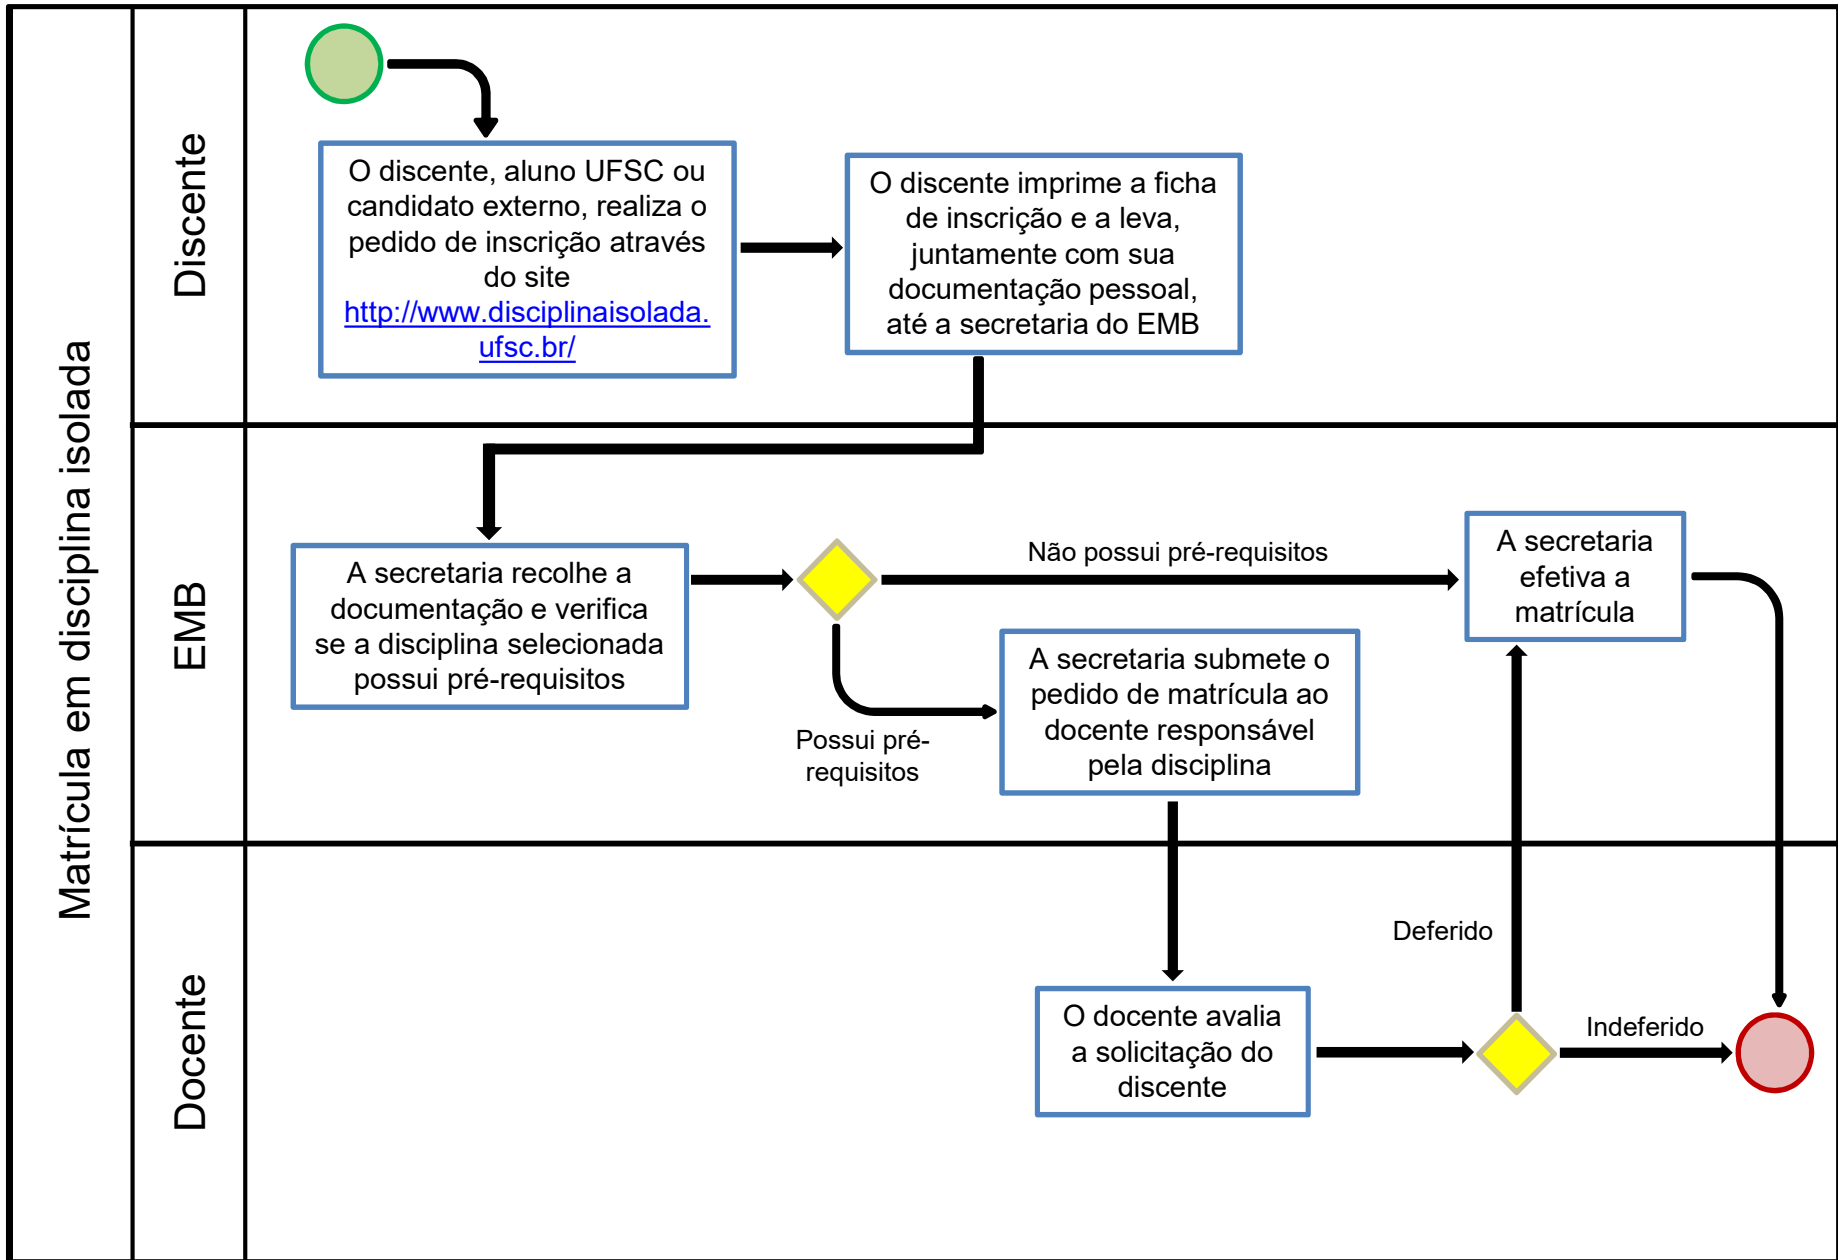 Matrícula em disciplina isolada
Discente
O discente, aluno UFSC ou
candidato externo, realiza o
pedido de inscrição através
do site
http://www.disciplinaisolada.
ufsc.br/
O discente imprime a ficha
de inscrição e a leva,
juntamente com sua
documentação pessoal,
até a secretaria do EMB
EMB
A secretaria recolhe a
documentação e verifica
se a disciplina selecionada
possui pré-requisitos
Não possui pré-requisitos
Possui pré-
requisitos
A secretaria submete o
pedido de matrícula ao
docente responsável
pela disciplina
A secretaria
efetiva a
matrícula
Docente
O docente avalia
a solicitação do
discente
Deferido
Indeferido